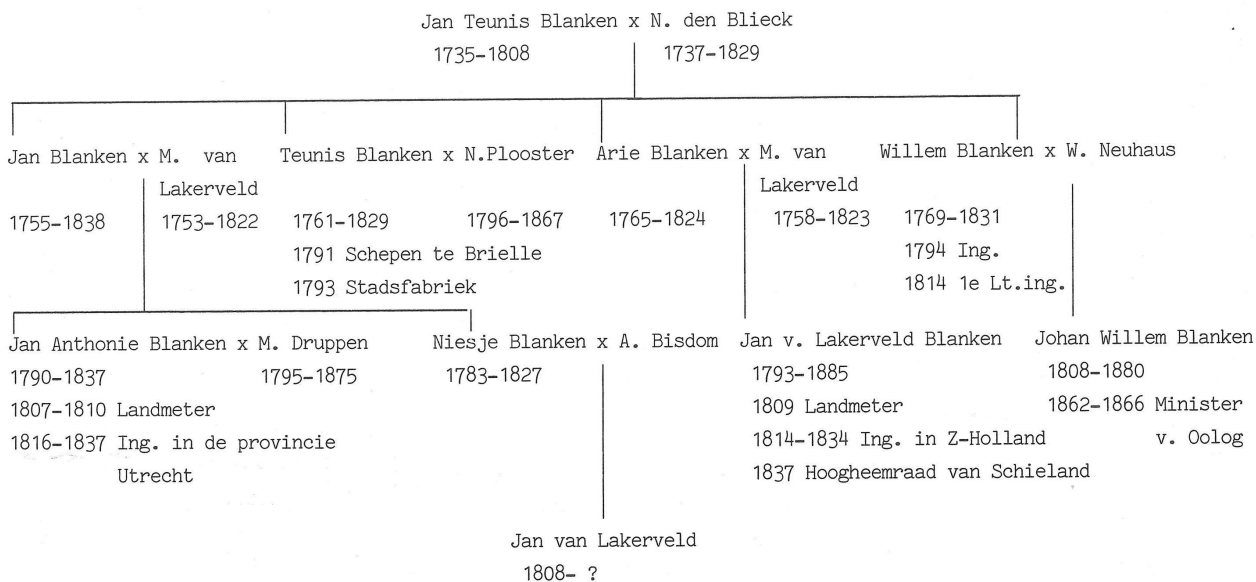 Jan Teunis Blanken x N. den Blieck
1735-1808 1737-1829
Jan Blanken x M. van Teunis Blanken x N.Plooster Arie Blanken x M. van Willem Blanken x W. Neuhaus
Lakerveld Lakerveld
1755-1838 1753-1822 1761-1829 1796-1867 1765-1824 1758-1823 1769-1831
1791 Schepen te Brielle 1794 Ing.
1793 Stadsfabriek 1814 1e Lt.ing.
Jan Anthonie Blanken x M. Druppen Niesje Blanken x A. Bisdom Jan v. Lakerveld Blanken Johan Willem Blanken
1790-1837 1795-1875 1783-1827 1793-1885 1808-1880
1807-1810 Landmeter 1809 Landmeter 1862-1866 Minister
1816-1837 Ing. in de provincie 1814-1834 Ing. in Z-Holland v. Oolog
Utrecht 1837 Hoogheemraad van Schieland
Jan van Lakerveld
1808- ?